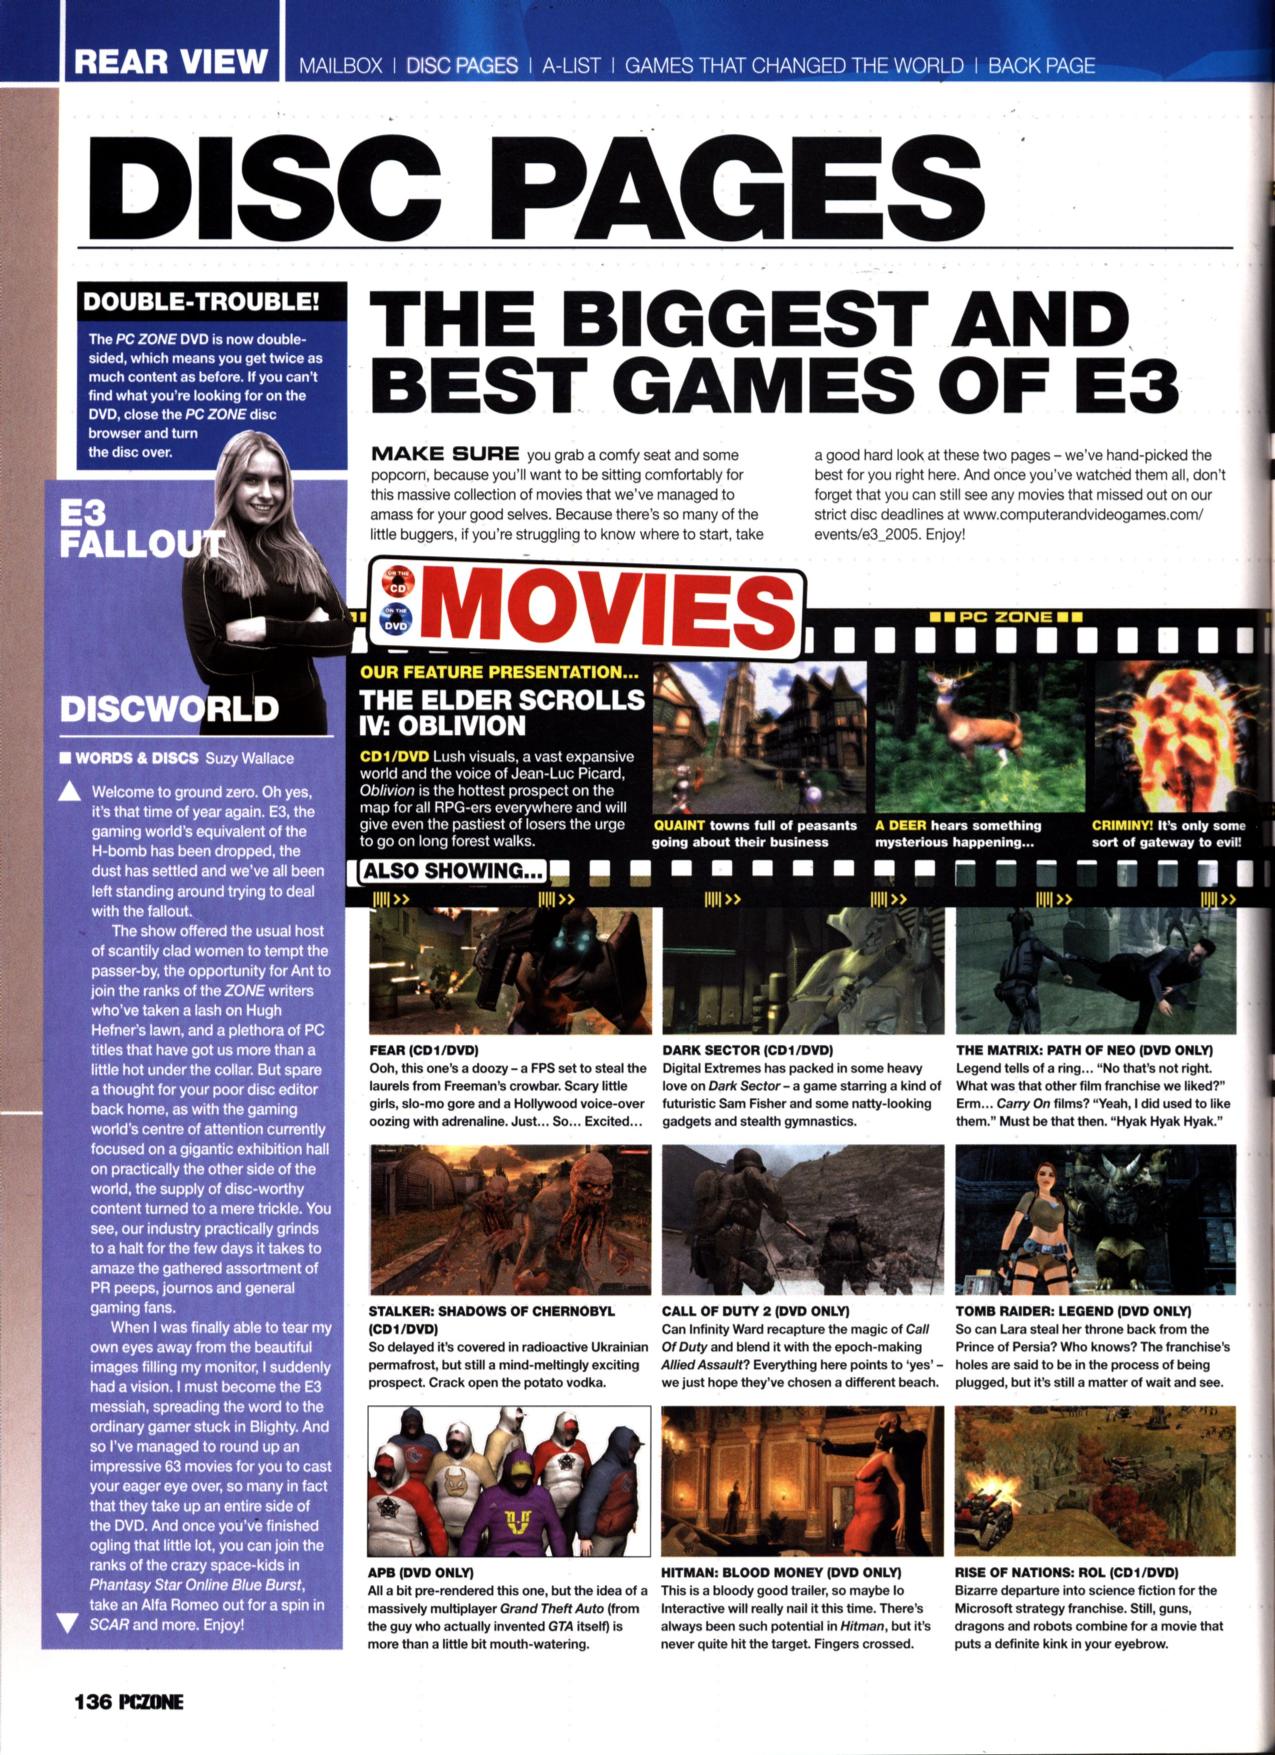 REAR VIEW
MAILBOX | DISC PAGES | A-LIST | GAMES THAT CHANGED THE WORLD | BACK PAGE
DISC PAGES
DOUBLE-TROUBLE!
The PC ZONE DVD is now double-
sided, which means you get twice as
much content as before. If you can't
find what you're looking for on the
DVD, close the PC ZONE disc
browser and turn
the disc over.
E3
FALLOUT
DISCWORLD
■ WORDS & DISCS Suzy Wallace
Welcome to ground zero. Oh yes,
it's that time of year again. E3, the
gaming world's equivalent of the
H-bomb has been dropped, the
dust has settled and we've all been
left standing around trying to deal
with the fallout.
The show offered the usual host
of scantily clad women to tempt the
passer-by, the opportunity for Ant to
join the ranks of the ZONE writers
who've taken a lash on Hugh
Hefner's lawn, and a plethora of PC
titles that have got us more than a
little hot under the collar. But spare
a thought for your poor disc editor
back home, as with the gaming
world's centre of attention currently
focused on a gigantic exhibition hall
on practically the other side of the
world, the supply of disc-worthy
content turned to a mere trickle. You
see, our industry practically grinds
to a halt for the few days it takes to
amaze the gathered assortment of
PR peeps, journos and general
gaming fans.
When I was finally able to tear my
own eyes away from the beautiful
images filling my monitor, I suddenly
had a vision. I must become the E3
messiah, spreading the word to the
ordinary gamer stuck in Blighty. And
so I've managed to round up an
impressive 63 movies for you to cast
your eager eye over, so many in fact
that they take up an entire side of
the DVD. And once you've finished
ogling that little lot, you can join the
ranks of the crazy space-kids in
Phantasy Star Online Blue Burst,
take an Alfa Romeo out for a spin in
SCAR and more. Enjoy!
THE BIGGEST AND
BEST GAMES OF E3
MAKE SURE you grab a comfy seat and some
popcorn, because you'll want to be sitting comfortably for
this massive collection of movies that we've managed to
amass for your good selves. Because there's so many of the
little buggers, if you're struggling to know where to start, take
a good hard look at these two pages – we've hand-picked the
best for you right here. And once you've watched them all, don't
forget that you can still see any movies that missed out on our
strict disc deadlines at www.computerandvideogames.com/
events/e3_2005. Enjoy!
ON THE
CD
ON THE
DVD
MOVIES
PC ZONE
OUR FEATURE PRESENTATION...
THE ELDER SCROLLS
IV: OBLIVION
CD1/DVD Lush visuals, a vast expansive
world and the voice of Jean-Luc Picard,
Oblivion is the hottest prospect on the
map for all RPG-ers everywhere and will
give even the pastiest of losers the urge
to go on long forest walks.
QUAINT towns full of peasants
going about their business
A DEER hears something
mysterious happening...
CRIMINY! It's only some
sort of gateway to evil!
ALSO SHOWING...
FEAR (CD1/DVD)
Ooh, this one's a doozy – a FPS set to steal the
laurels from Freeman's crowbar. Scary little
girls, slo-mo gore and a Hollywood voice-over
oozing with adrenaline. Just... So... Excited...
DARK SECTOR (CD1/DVD)
Digital Extremes has packed in some heavy
love on Dark Sector – a game starring a kind of
futuristic Sam Fisher and some natty-looking
gadgets and stealth gymnastics.
THE MATRIX: PATH OF NEO (DVD ONLY)
Legend tells of a ring... "No that's not right.
What was that other film franchise we liked?"
Erm... Carry On films? "Yeah, I did used to like
them." Must be that then. "Hyak Hyak Hyak."
STALKER: SHADOWS OF CHERNOBYL
(CD1/DVD)
So delayed it's covered in radioactive Ukrainian
permafrost, but still a mind-meltingly exciting
prospect. Crack open the potato vodka.
CALL OF DUTY 2 (DVD ONLY)
Can Infinity Ward recapture the magic of Call
Of Duty and blend it with the epoch-making
Allied Assault? Everything here points to 'yes' –
we just hope they've chosen a different beach.
TOMB RAIDER: LEGEND (DVD ONLY)
So can Lara steal her throne back from the
Prince of Persia? Who knows? The franchise's
holes are said to be in the process of being
plugged, but it's still a matter of wait and see.
APB (DVD ONLY)
All a bit pre-rendered this one, but the idea of a
massively multiplayer Grand Theft Auto (from
the guy who actually invented GTA itself) is
more than a little bit mouth-watering.
HITMAN: BLOOD MONEY (DVD ONLY)
This is a bloody good trailer, so maybe Io
Interactive will really nail it this time. There's
always been such potential in Hitman, but it's
never quite hit the target. Fingers crossed.
RISE OF NATIONS: ROL (CD1/DVD)
Bizarre departure into science fiction for the
Microsoft strategy franchise. Still, guns,
dragons and robots combine for a movie that
puts a definite kink in your eyebrow.
136 PCZONE